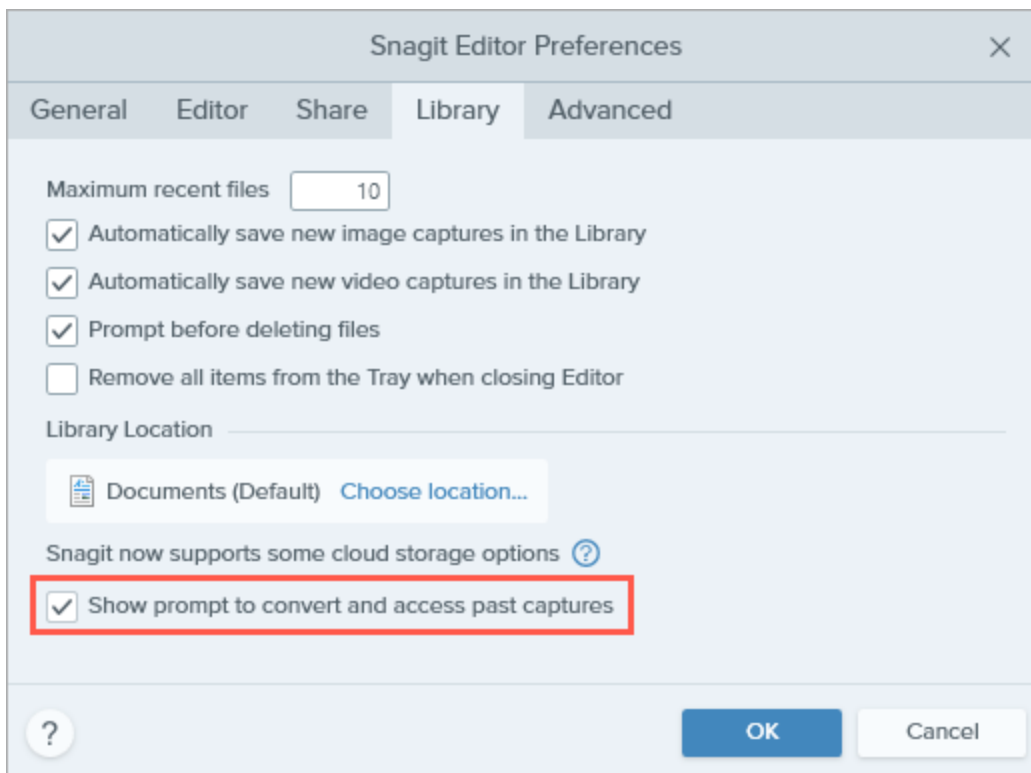 Snagit Editor Preferences
General Editor Share Library Advanced
Maximum recent files 10
Automatically save new image captures in the Library
Automatically save new video captures in the Library
Prompt before deleting files
Remove all items from the Tray when closing Editor
Library Location
Documents (Default) Choose location...
Snagit now supports some cloud storage options ?
Show prompt to convert and access past captures
? OK Cancel